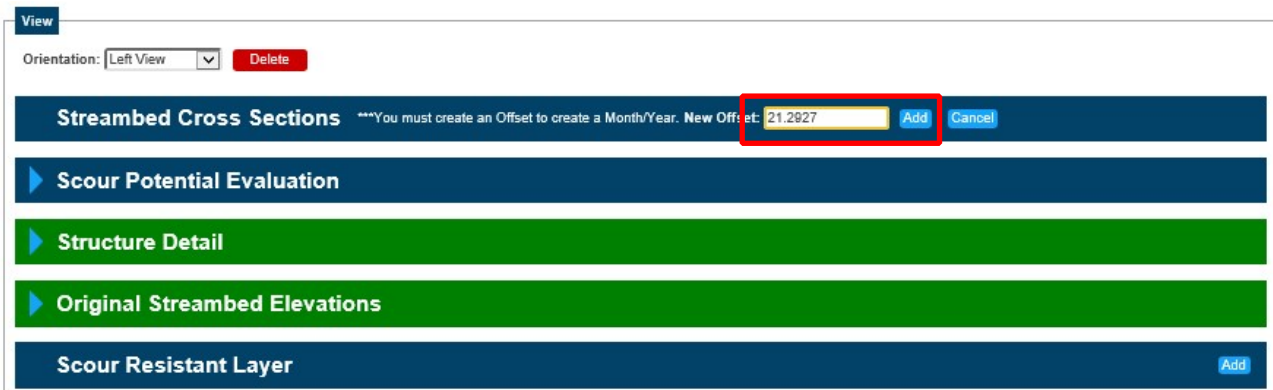 View
Orientation: Left View Delete
Streambed Cross Sections ***You must create an Offset to create a Month/Year. New Offset: 21.2927 Add Cancel
Scour Potential Evaluation
Structure Detail
Original Streambed Elevations
Scour Resistant Layer Add